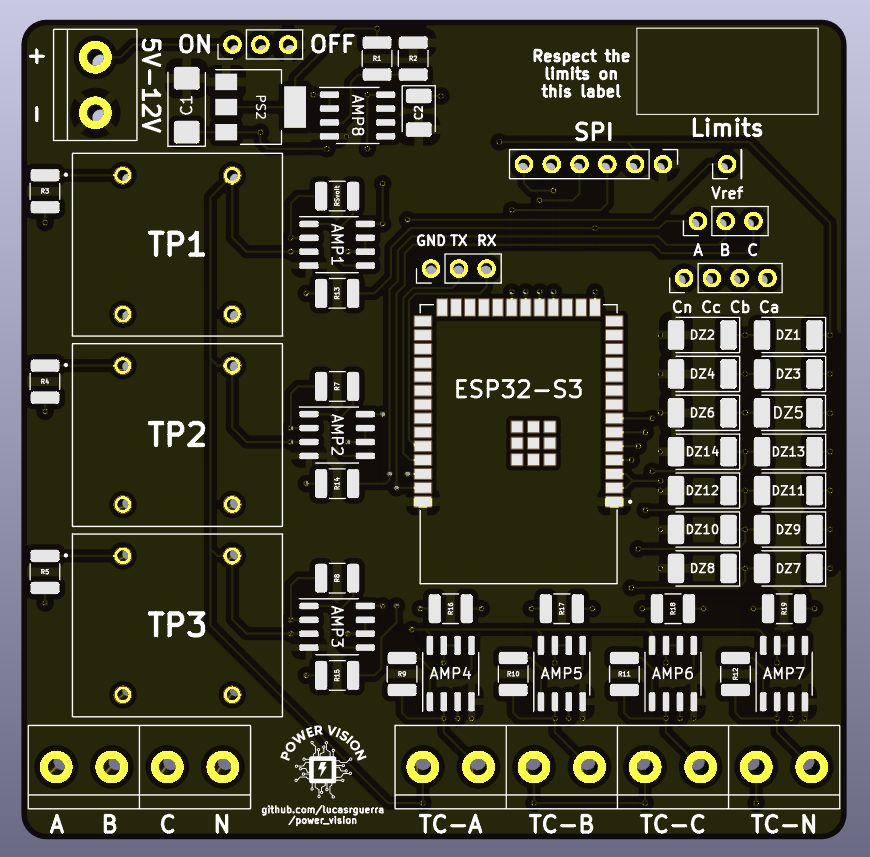 +
5V-12V
-
ON
OFF
C1
PS2
AMP8
R1
R2
C2
Respect the
limits on
this label
SPI
Limits
Vref
R3
TP1
R5volt
AMP1
R13
GND TX RX
A B C
Cn Cc Cb Ca
DZ2
DZ1
ESP32-S3
DZ4
DZ3
DZ6
DZ5
DZ14
DZ13
DZ12
DZ11
DZ10
DZ9
DZ8
DZ7
R4
TP2
R7
AMP2
R14
R5
TP3
R8
AMP3
R15
R16
R17
R18
R19
R9
AMP4
R10
AMP5
R11
AMP6
R12
AMP7
POWER VISION
github.com/lucasrguerra
/power_vision
A B C N
TC-A TC-B TC-C TC-N